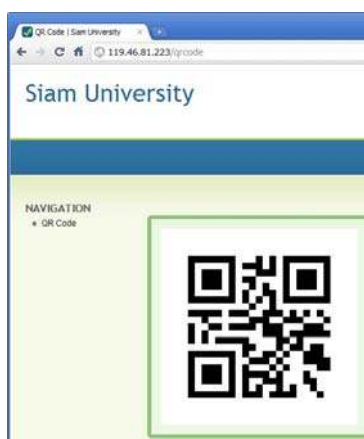 QR Code | Siam University
119.46.81.223/qrcode
Siam University
NAVIGATION
QR Code